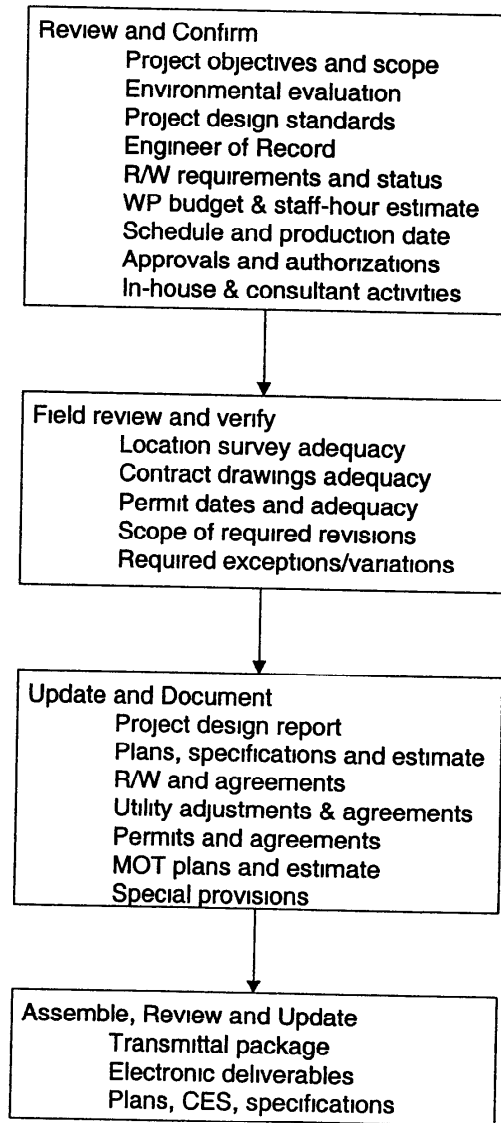 Review and Confirm
Project objectives and scope
Environmental evaluation
Project design standards
Engineer of Record
R/W requirements and status
WP budget & staff-hour estimate
Schedule and production date
Approvals and authorizations
In-house & consultant activities
Field review and verify
Location survey adequacy
Contract drawings adequacy
Permit dates and adequacy
Scope of required revisions
Required exceptions/variations
Update and Document
Project design report
Plans, specifications and estimate
R/W and agreements
Utility adjustments & agreements
Permits and agreements
MOT plans and estimate
Special provisions
Assemble, Review and Update
Transmittal package
Electronic deliverables
Plans, CES, specifications